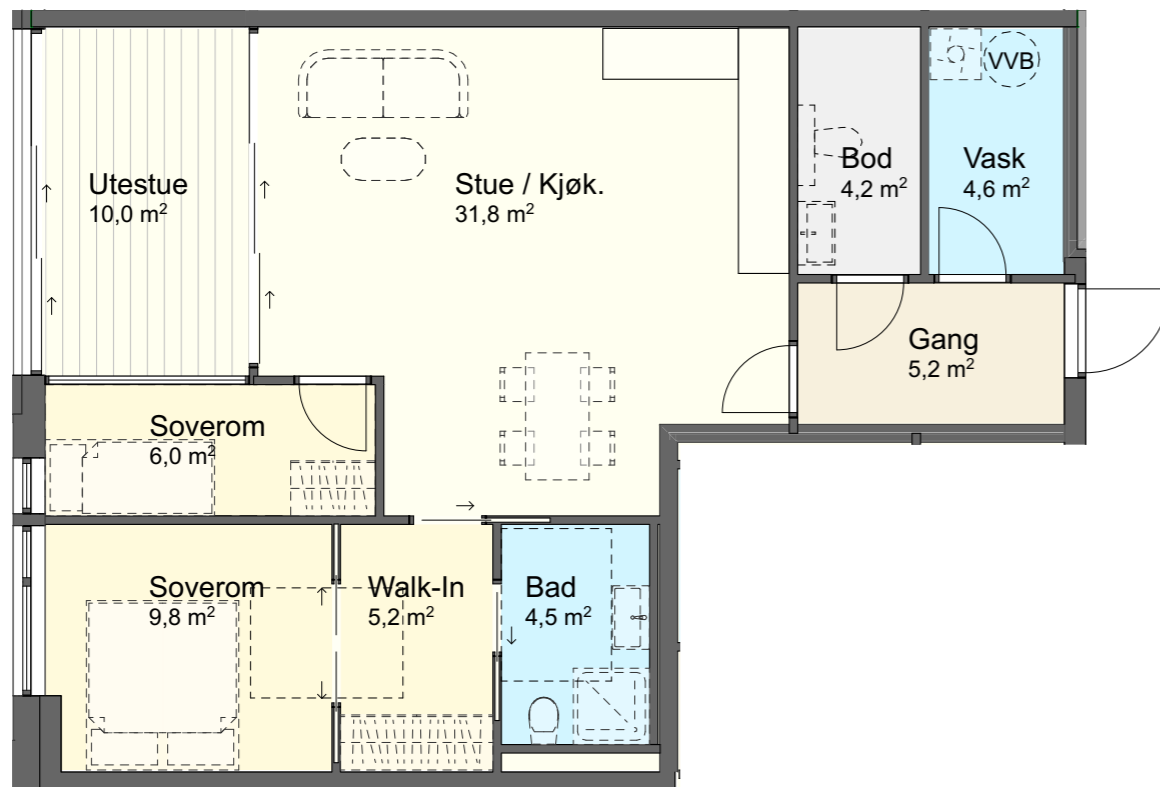 VVB
Bod
4,2 m²
Vask
4,6 m²
Utestue
10,0 m²
Stue / Kjøk.
31,8 m²
Gang
5,2 m²
Soverom
6,0 m²
Soverom
9,8 m²
Walk-In
5,2 m²
Bad
4,5 m²